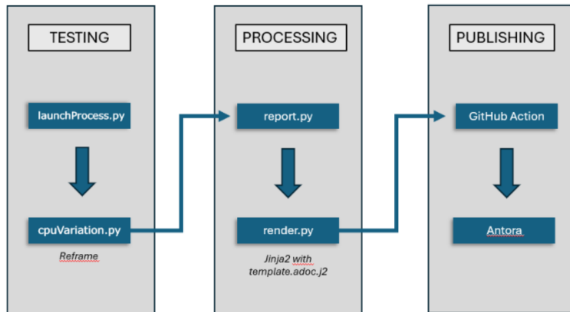 TESTING
launchProcess.py
cpuVariation.py
Reframe
PROCESSING
report.py
render.py
Jinja2 with
template.adoc.j2
PUBLISHING
GitHub Action
Antora